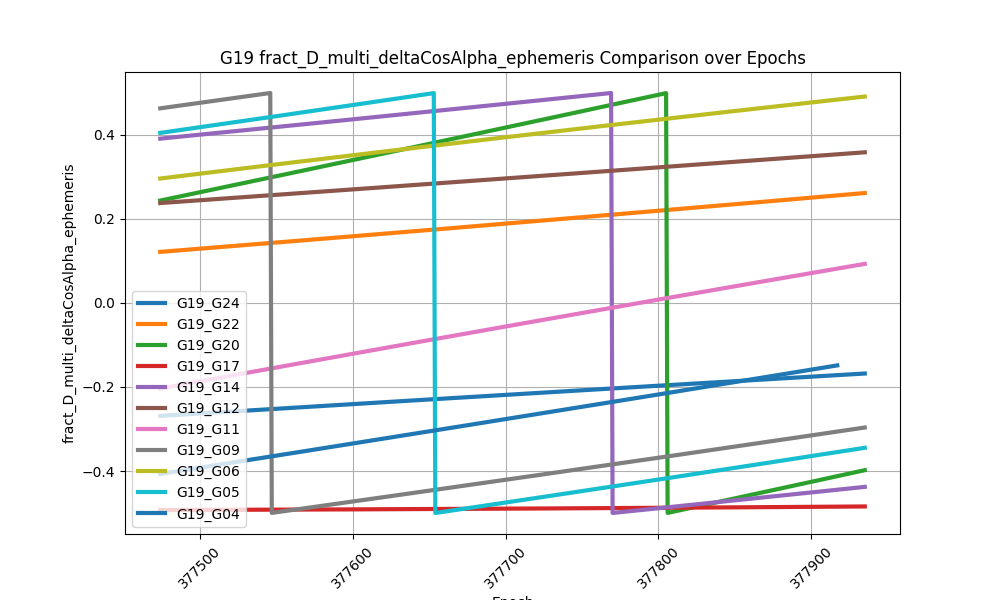 G19 fract_D_multi_deltaCosAlpha_ephemeris Comparison over Epochs
fract_D_multi_deltaCosAlpha_ephemeris
0.4
0.2
0.0
−0.2
−0.4
G19_G24
G19_G22
G19_G20
G19_G17
G19_G14
G19_G12
G19_G11
G19_G09
G19_G06
G19_G05
G19_G04
377500
377600
377700
377800
377900
Epoch